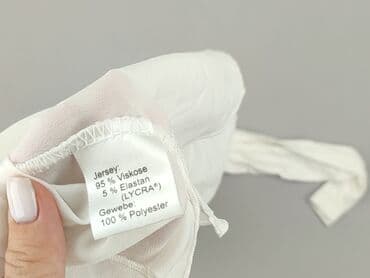 Jersey:
95 % Viskose
5 % Elastan
(LYCRA®)
Gewebe:
100 % Polyester